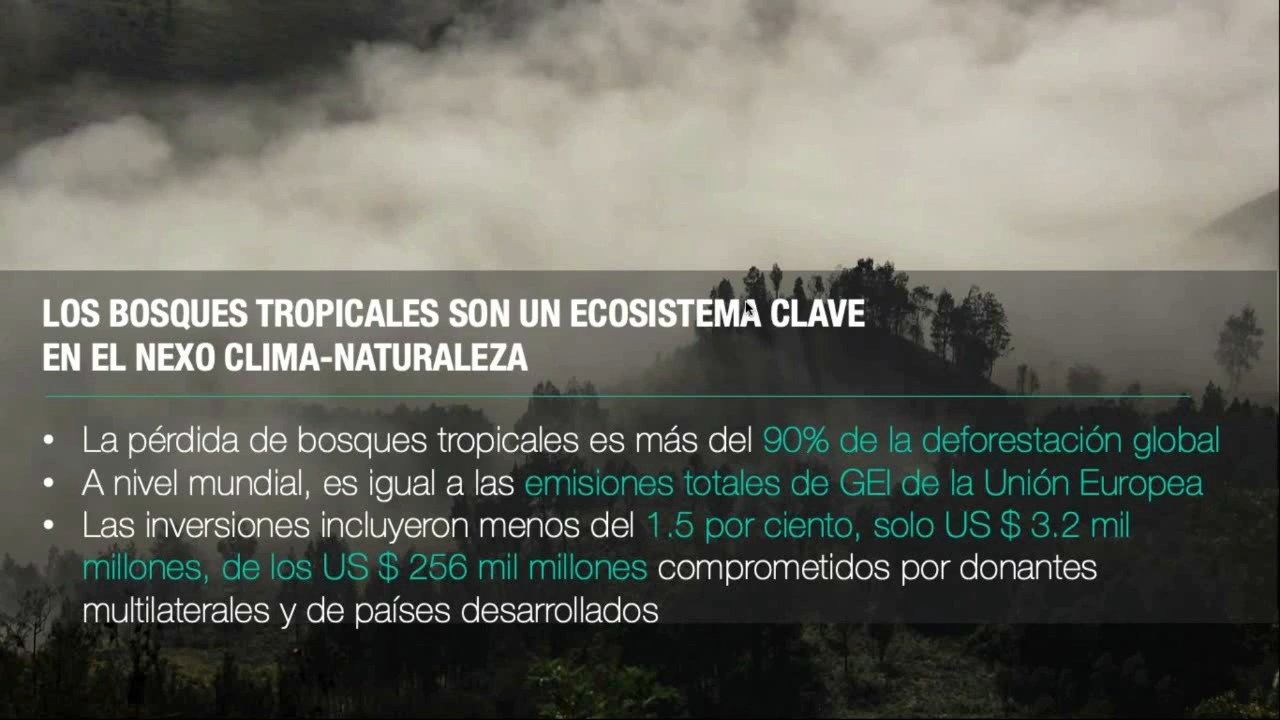 LOS BOSQUES TROPICALES SON UN ECOSISTEMA CLAVE
EN EL NEXO CLIMA-NATURALEZA
• La pérdida de bosques tropicales es más del 90% de la deforestación global
• A nivel mundial, es igual a las emisiones totales de GEI de la Unión Europea
• Las inversiones incluyeron menos del 1.5 por ciento, solo US $ 3.2 mil
millones, de los US $ 256 mil millones comprometidos por donantes
multilaterales y de países desarrollados